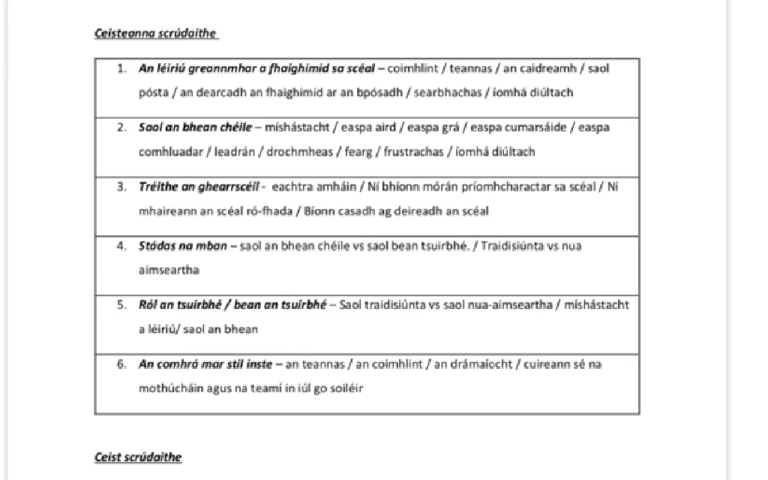 Ceisteanna scrúdaithe
1. An léiriú greannmhar a fhaighimid sa scéal – coimhlint / teannas / an caidreamh / saol
pósta / an dearcadh an fhaighimid ar an bpósadh / searbhachas / íomhá diúltach
2. Saol an bhean chéile – míshástacht / easpa aird / easpa grá / easpa cumarsáide / easpa
comhluadar / leadrán / drochmheas / fearg / frustrachas / íomhá diúltach
3. Tréithe an ghearrscéil - eachtra amháin / Ní bhíonn mórán príomhcharactar sa scéal / Ní
mhaireann an scéal ró-fhada / Bíonn casadh ag deireadh an scéal
4. Stádas na mban – saol an bhean chéile vs saol bean tsuirbhé. / Traidisiúnta vs nua
aimseartha
5. Ról an tsuirbhé / bean an tsuirbhé – Saol traidisiúnta vs saol nua-aimseartha / míshástacht
a léiriú/ saol an bhean
6. An comhrá mar stíl inste – an teannas / an coimhlint / an drámaíocht / cuireann sé na
mothúcháin agus na teamí in iúl go soiléir
Ceist scrúdaithe